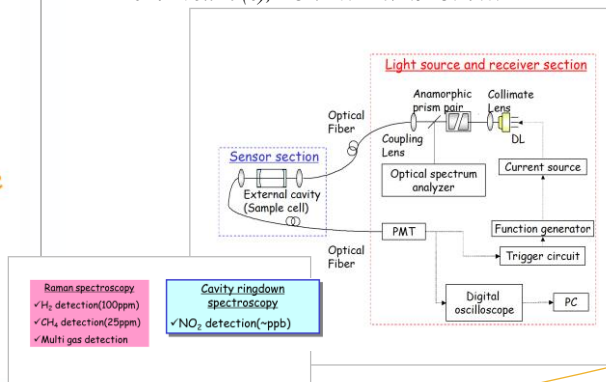 Light source and receiver section
Anamorphic
prism pair
Collimate
Lens
Optical
Fiber
Coupling
Lens
DL
Sensor section
Optical spectrum
analyzer
Current source
External cavity
(Sample cell)
PMT
Function generator
Trigger circuit
Optical
Fiber
Digital
oscilloscope
PC
Raman spectroscopy
✓H₂ detection(100ppm)
✓CH₄ detection(25ppm)
✓Multi gas detection
Cavity ringdown
spectroscopy
✓NO₂ detection(~ppb)